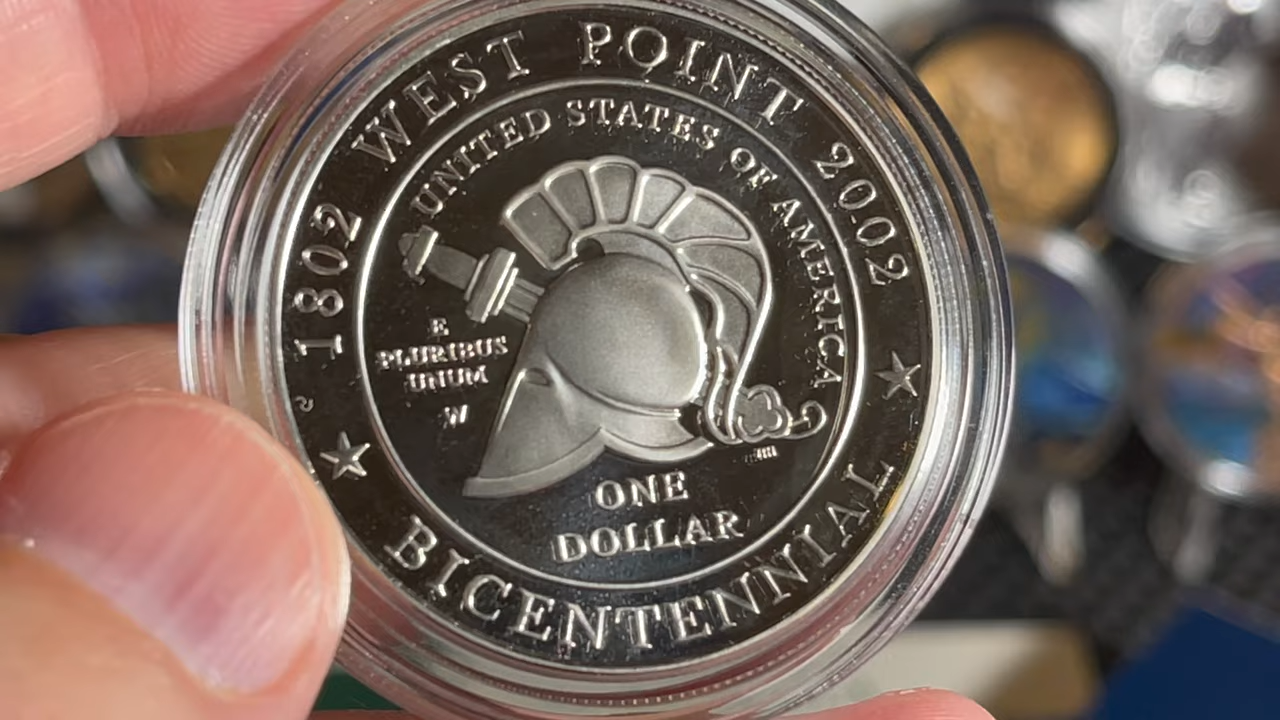 1802 WEST POINT 2002
UNITED STATES OF AMERICA
E
PLURIBUS
UNUM
W
ONE
DOLLAR
BICENTENNIAL